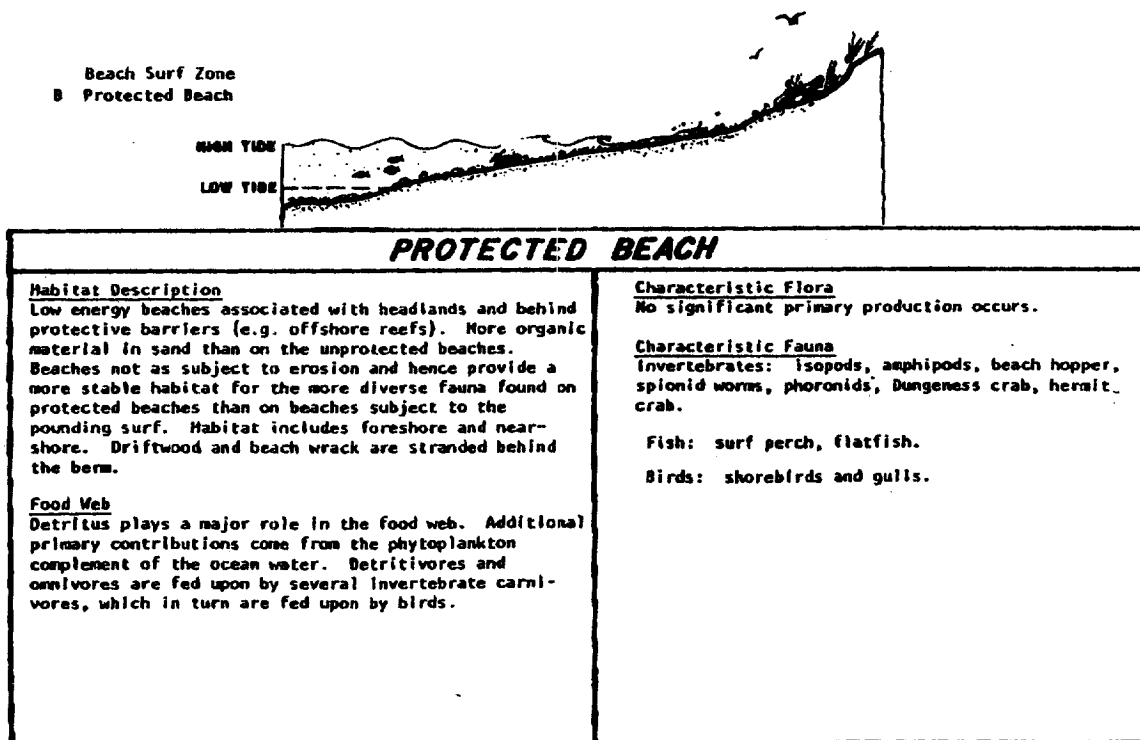 Beach Surf Zone
B Protected Beach
HIGH TIDE
LOW TIDE
PROTECTED BEACH
Habitat Description
Low energy beaches associated with headlands and behind
protective barriers (e.g. offshore reefs). More organic
material in sand than on the unprotected beaches.
Beaches not as subject to erosion and hence provide a
more stable habitat for the more diverse fauna found on
protected beaches than on beaches subject to the
pounding surf. Habitat includes foreshore and near-
shore. Driftwood and beach wrack are stranded behind
the berm.
Food Web
Detritus plays a major role in the food web. Additional
primary contributions come from the phytoplankton
complement of the ocean water. Detritivores and
omnivores are fed upon by several invertebrate carni-
vores, which in turn are fed upon by birds.
Characteristic Flora
No significant primary production occurs.
Characteristic Fauna
Invertebrates: isopods, amphipods, beach hopper,
spionid worms, phoronids, Dungeness crab, hermit
crab.
Fish: surf perch, flatfish.
Birds: shorebirds and gulls.